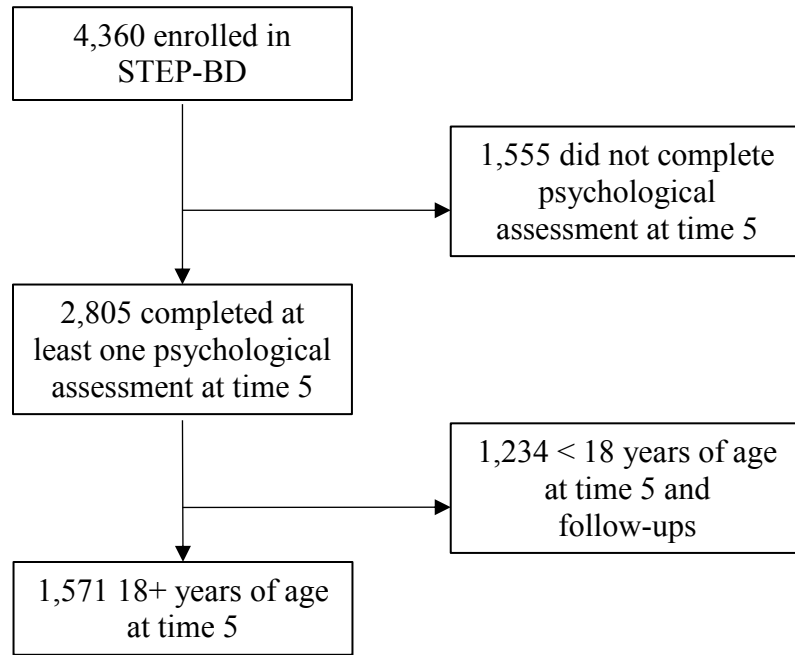 4,360 enrolled in
STEP-BD
1,555 did not complete
psychological
assessment at time 5
2,805 completed at
least one psychological
assessment at time 5
1,234 < 18 years of age
at time 5 and
follow-ups
1,571 18+ years of age
at time 5